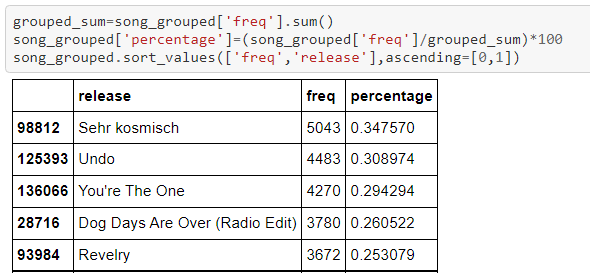 grouped_sum=song_grouped['freq'].sum()
song_grouped['percentage']=(song_grouped['freq']/grouped_sum)*100
song_grouped.sort_values(['freq','release'],ascending=[0,1])
release freq percentage
98812 Sehr kosmisch 5043 0.347570
125393 Undo 4483 0.308974
136066 You're The One 4270 0.294294
28716 Dog Days Are Over (Radio Edit) 3780 0.260522
93984 Revelry 3672 0.253079